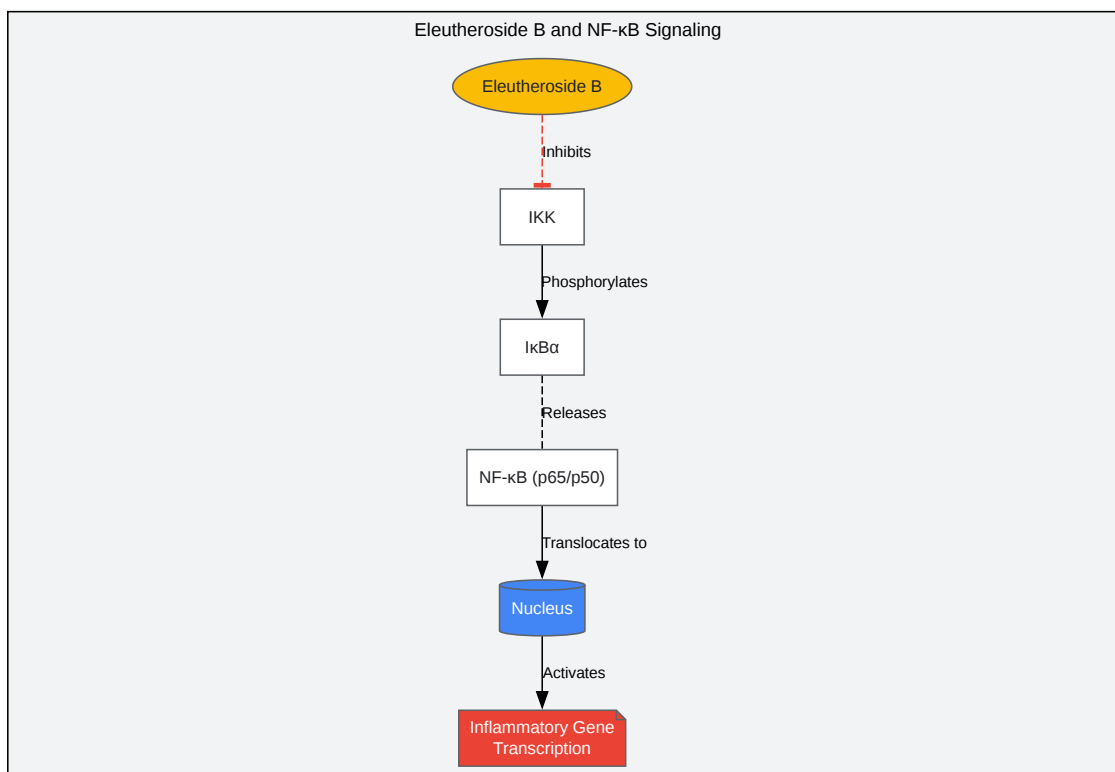 Eleutheroside B and NF-κB Signaling
Eleutheroside B
Inhibits
IKK
Phosphorylates
IκBα
Releases
NF-κB (p65/p50)
Translocates to
Nucleus
Activates
Inflammatory Gene
Transcription